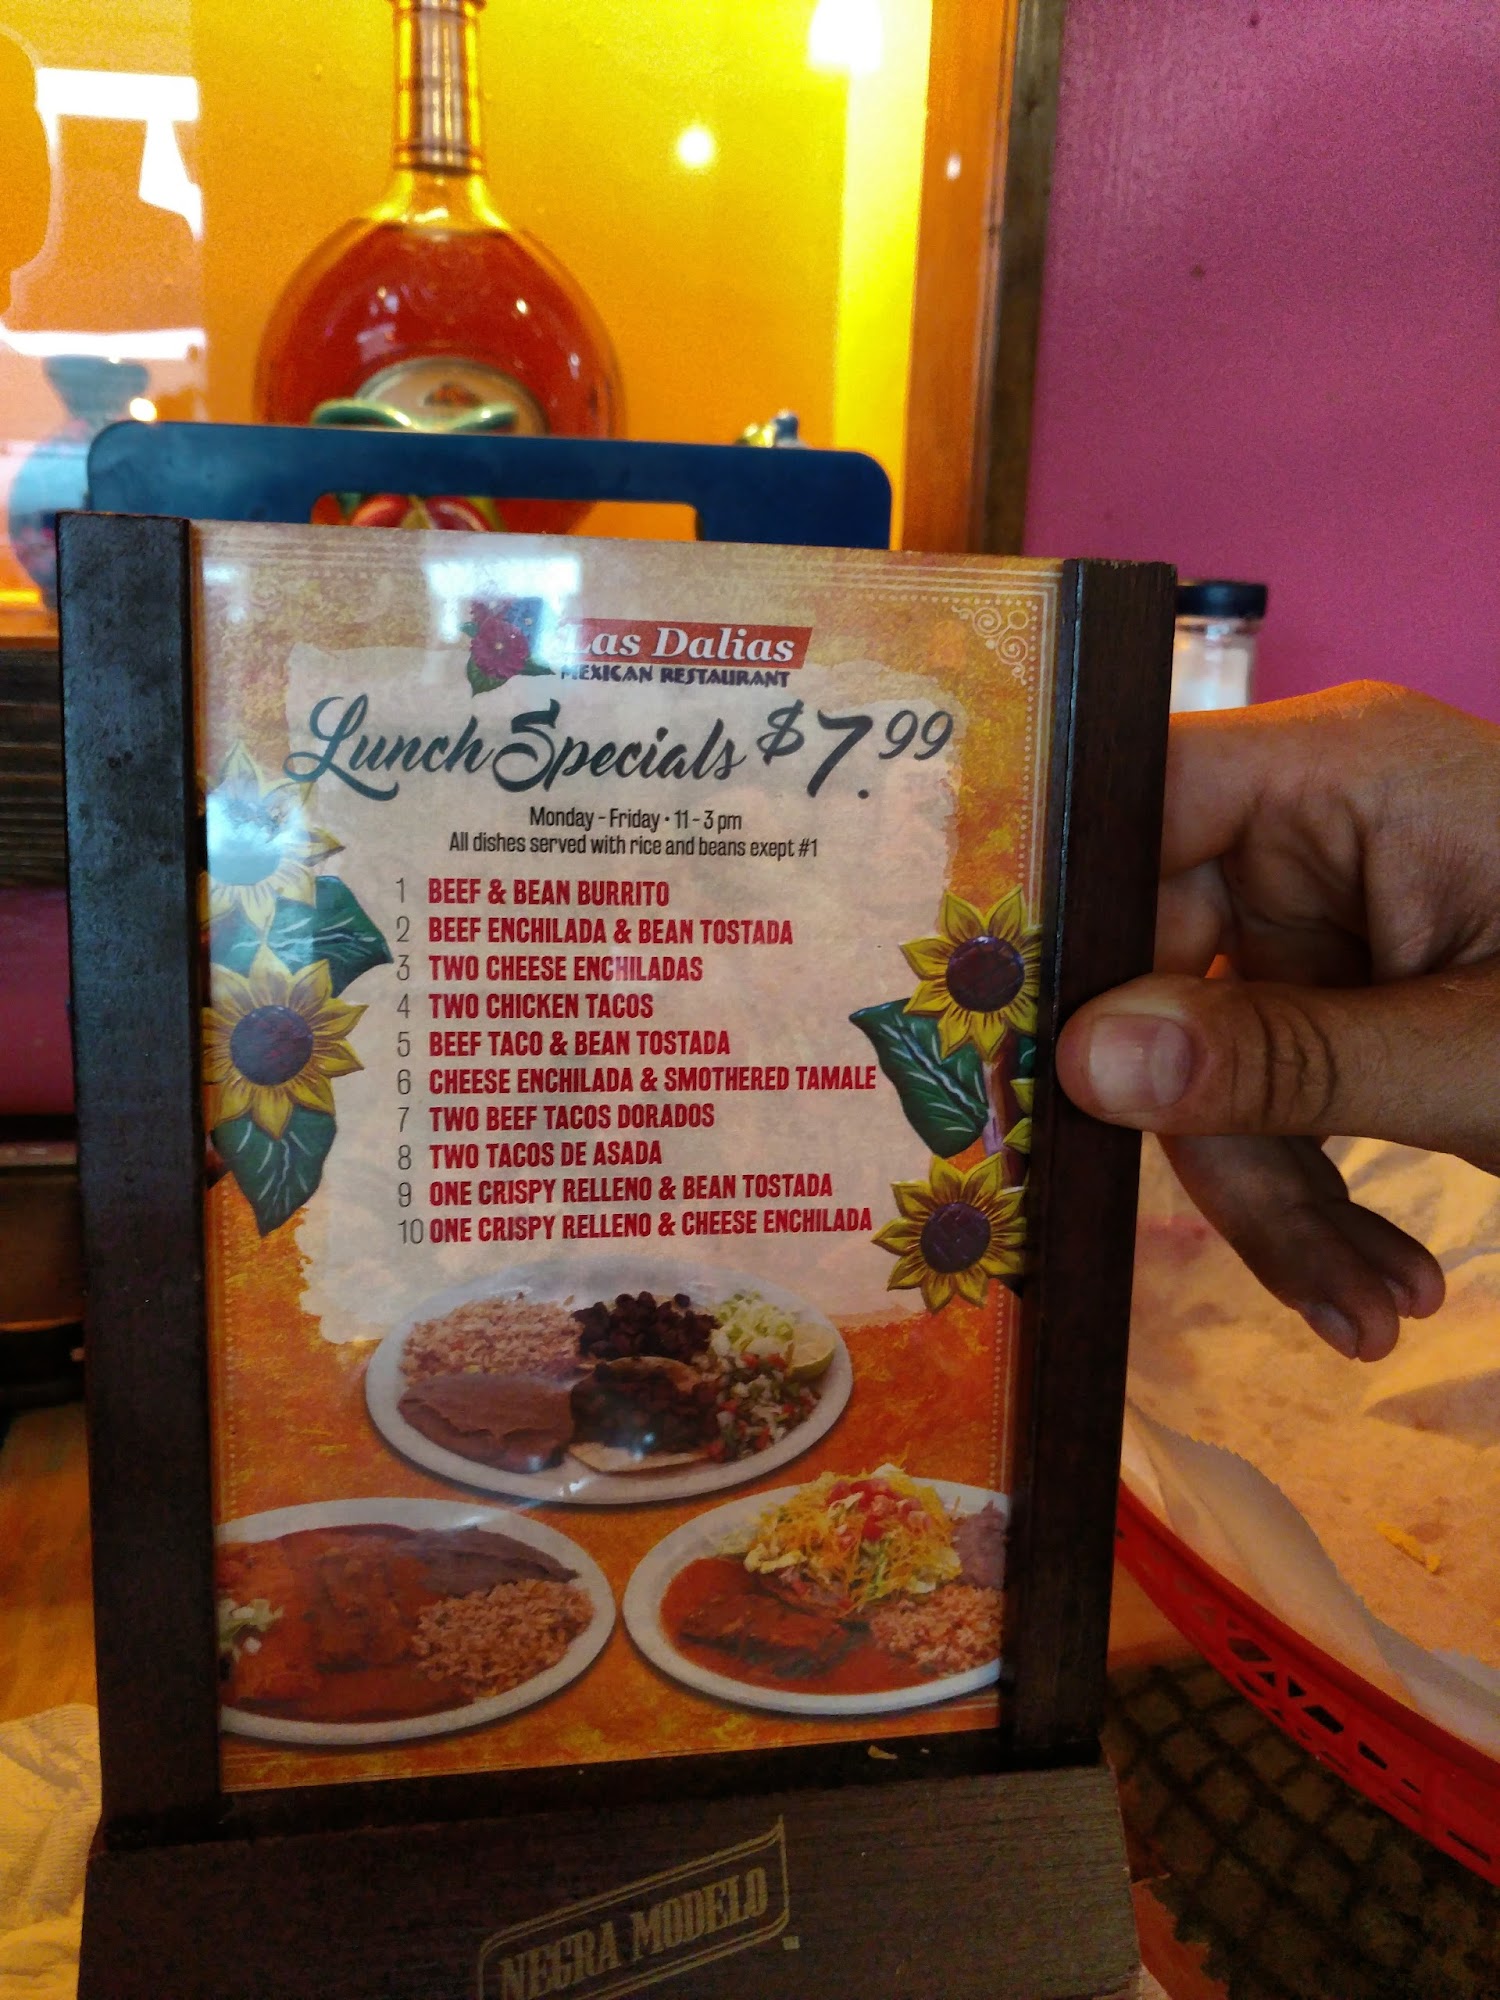 Las Dalias
MEXICAN RESTAURANT
Lunch Specials $7.99
Monday - Friday • 11 - 3 pm
All dishes served with rice and beans exept #1
1 BEEF & BEAN BURRITO
2 BEEF ENCHILADA & BEAN TOSTADA
3 TWO CHEESE ENCHILADAS
4 TWO CHICKEN TACOS
5 BEEF TACO & BEAN TOSTADA
6 CHEESE ENCHILADA & SMOTHERED TAMALE
7 TWO BEEF TACOS DORADOS
8 TWO TACOS DE ASADA
9 ONE CRISPY RELLENO & BEAN TOSTADA
10 ONE CRISPY RELLENO & CHEESE ENCHILADA
NEGRA MODELO